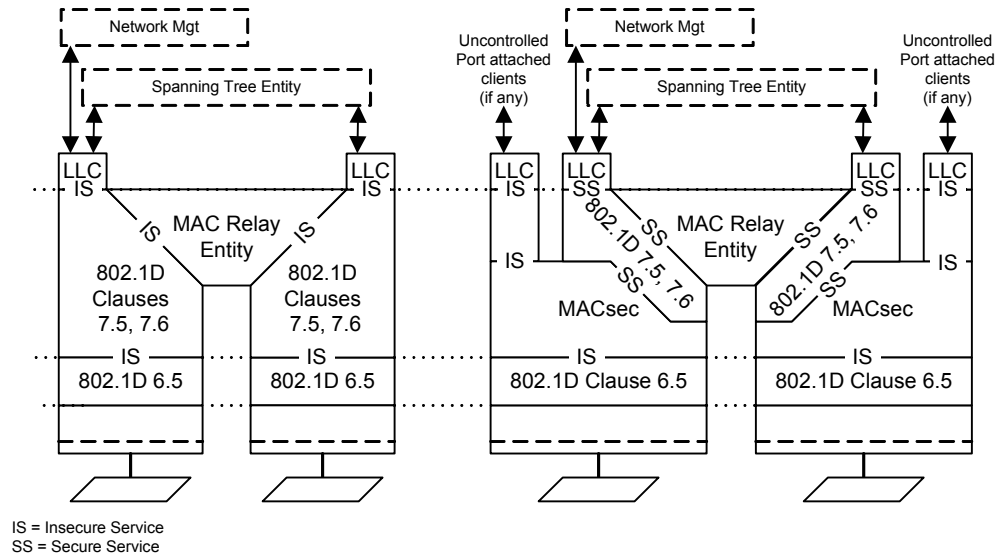 Network Mgt
Spanning Tree Entity
LLC
IS
LLC
IS
IS
MAC Relay
Entity
IS
802.1D
Clauses
7.5, 7.6
802.1D
Clauses
7.5, 7.6
IS
IS
802.1D 6.5
802.1D 6.5
Uncontrolled
Port attached
clients
(if any)
Network Mgt
Spanning Tree Entity
Uncontrolled
Port attached
clients
(if any)
LLC
IS
LLC
SS
LLC
SS
LLC
IS
802.1D 7.5, 7.6
SS
MAC Relay
Entity
SS
802.1D 7.5, 7.6
IS
SS
SS
IS
MACsec
MACsec
IS
IS
802.1D Clause 6.5
802.1D Clause 6.5
IS = Insecure Service
SS = Secure Service